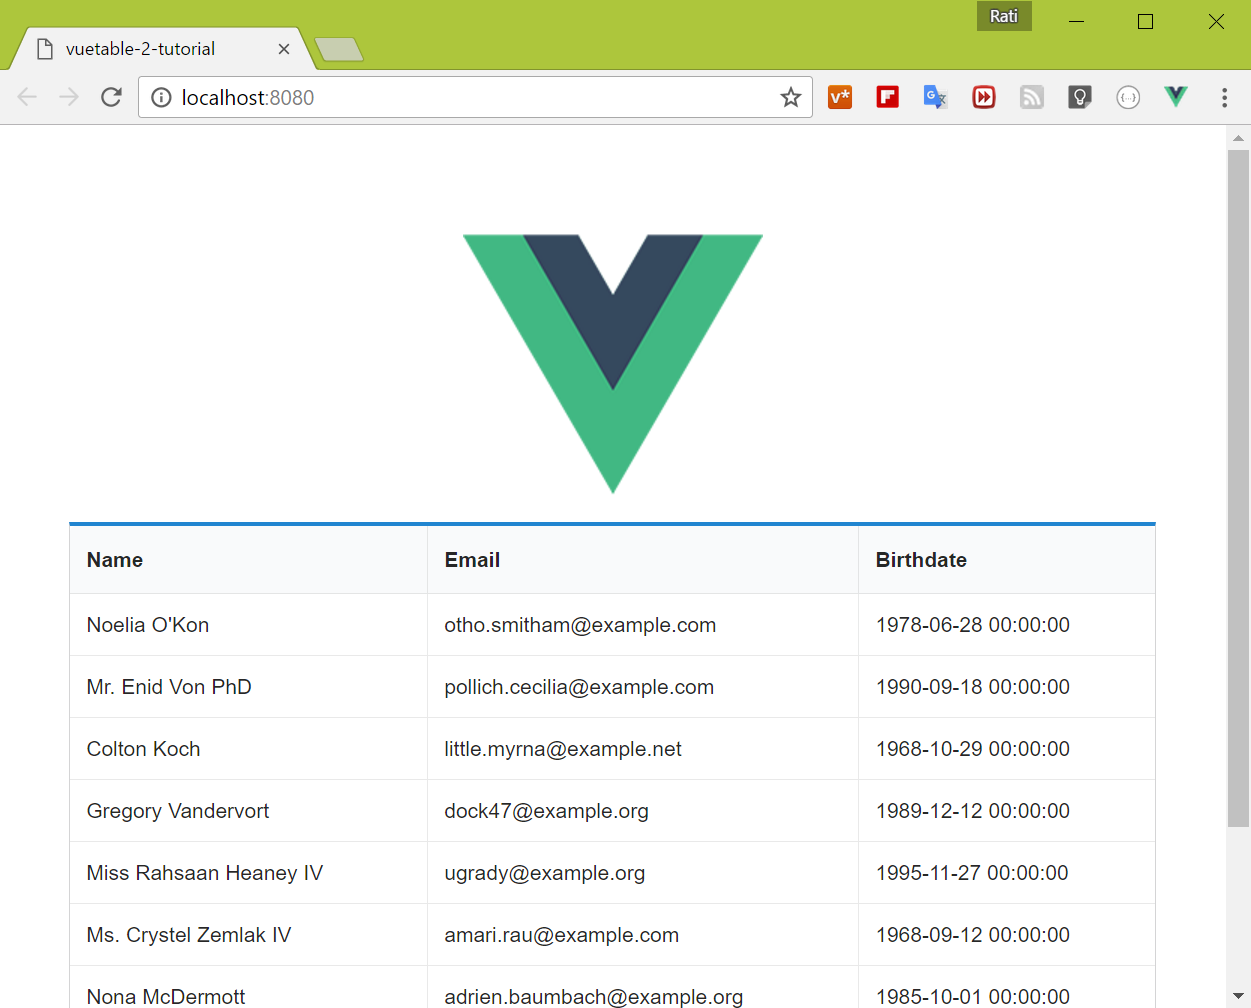 Rati
vuetable-2-tutorial
localhost:8080
Name Email Birthdate
Noelia O'Kon otho.smitham@example.com 1978-06-28 00:00:00
Mr. Enid Von PhD pollich.cecilia@example.com 1990-09-18 00:00:00
Colton Koch little.myrna@example.net 1968-10-29 00:00:00
Gregory Vandervort dock47@example.org 1989-12-12 00:00:00
Miss Rahsaan Heaney IV ugrady@example.org 1995-11-27 00:00:00
Ms. Crystel Zemlak IV amari.rau@example.com 1968-09-12 00:00:00
Nona McDermott adrien.baumbach@example.org 1985-10-01 00:00:00